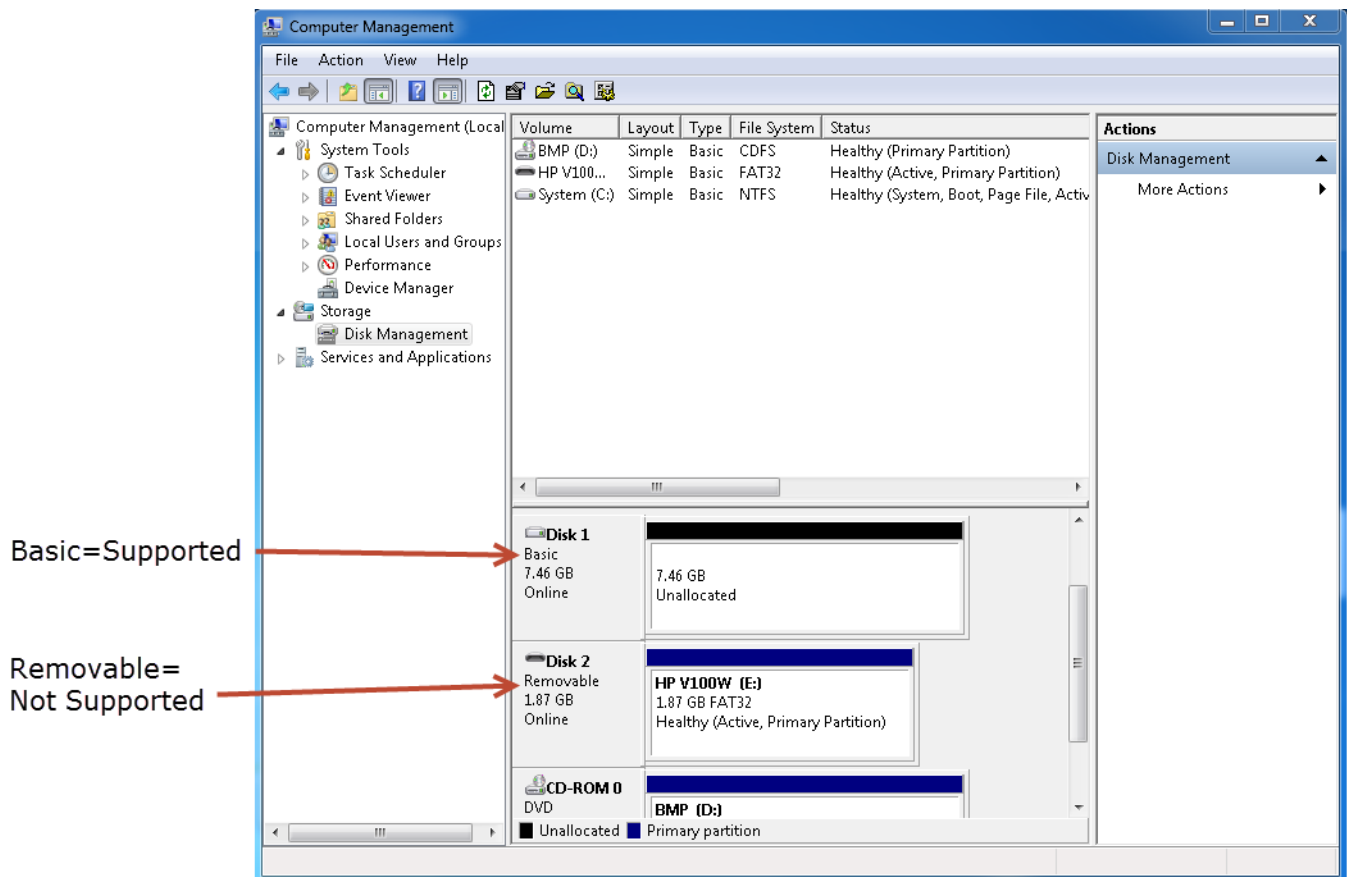 Computer Management
File Action View Help
Computer Management (Local
System Tools
Task Scheduler
Event Viewer
Shared Folders
Local Users and Groups
Performance
Device Manager
Storage
Disk Management
Services and Applications
Volume Layout Type File System Status
BMP (D:) Simple Basic CDFS Healthy (Primary Partition)
HP V100... Simple Basic FAT32 Healthy (Active, Primary Partition)
System (C:) Simple Basic NTFS Healthy (System, Boot, Page File, Activ
Actions
Disk Management
More Actions
Basic=Supported
Disk 1
Basic
7.46 GB
Online
7.46 GB
Unallocated
Removable=
Not Supported
Disk 2
Removable
1.87 GB
Online
HP V100W (E:)
1.87 GB FAT32
Healthy (Active, Primary Partition)
CD-ROM 0
DVD
BMP (D:)
Unallocated Primary partition